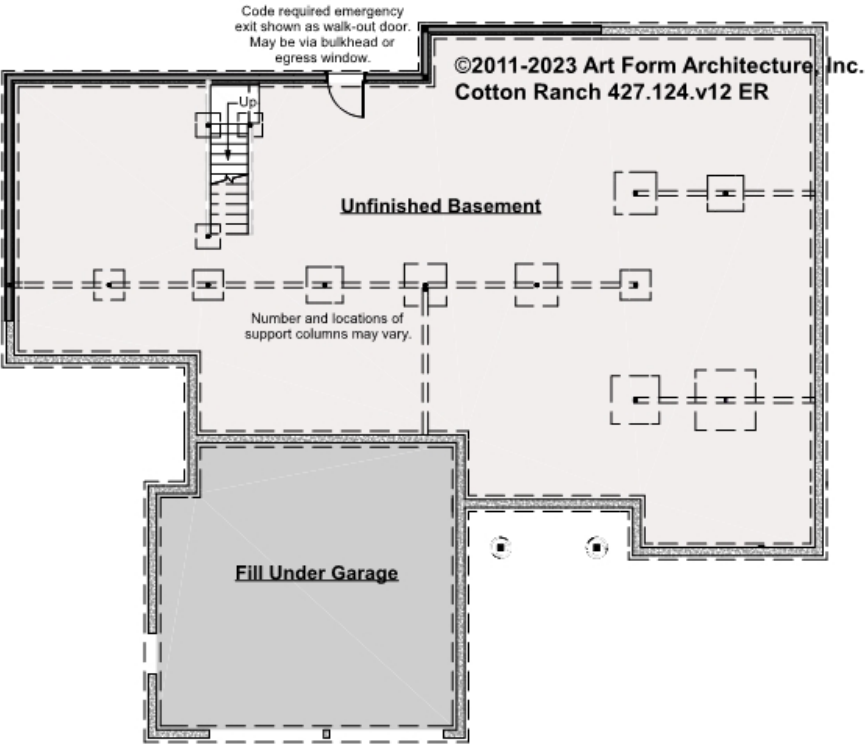 Code required emergency
exit shown as walk-out door.
May be via bulkhead or
egress window.
©2011-2023 Art Form Architecture, Inc.
Cotton Ranch 427.124.v12 ER
Up
Unfinished Basement
Number and locations of
support columns may vary.
Fill Under Garage